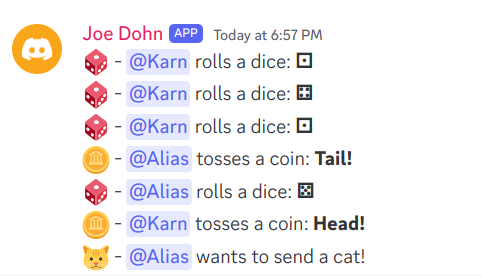 Joe Dohn APP Today at 6:57 PM
🎲 - @Karn rolls a dice: ⚀
🎲 - @Karn rolls a dice: ⚃
🎲 - @Karn rolls a dice: ⚀
🪙 - @Alias tosses a coin: Tail!
🎲 - @Alias rolls a dice: ⚄
🪙 - @Karn tosses a coin: Head!
🐱 - @Alias wants to send a cat!